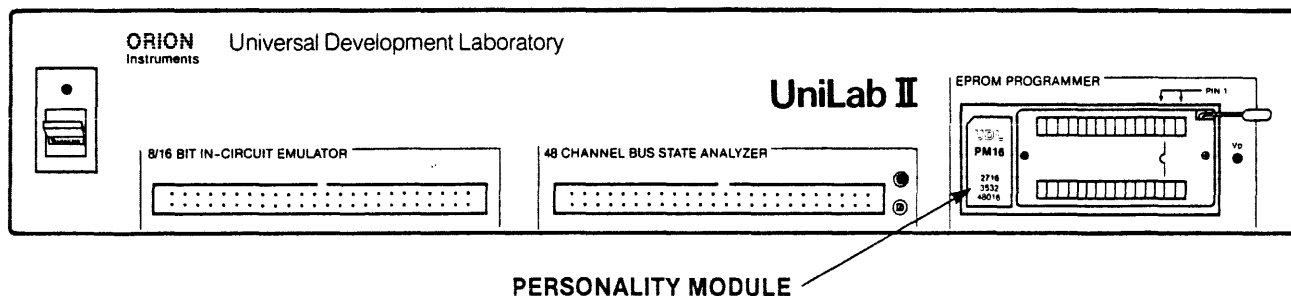 ORION
Instruments
Universal Development Laboratory
UniLab II
8/16 BIT IN-CIRCUIT EMULATOR
48 CHANNEL BUS STATE ANALYZER
EPROM PROGRAMMER
PIN 1
UDL
PM16
2716
3532
48016
Vp
PERSONALITY MODULE